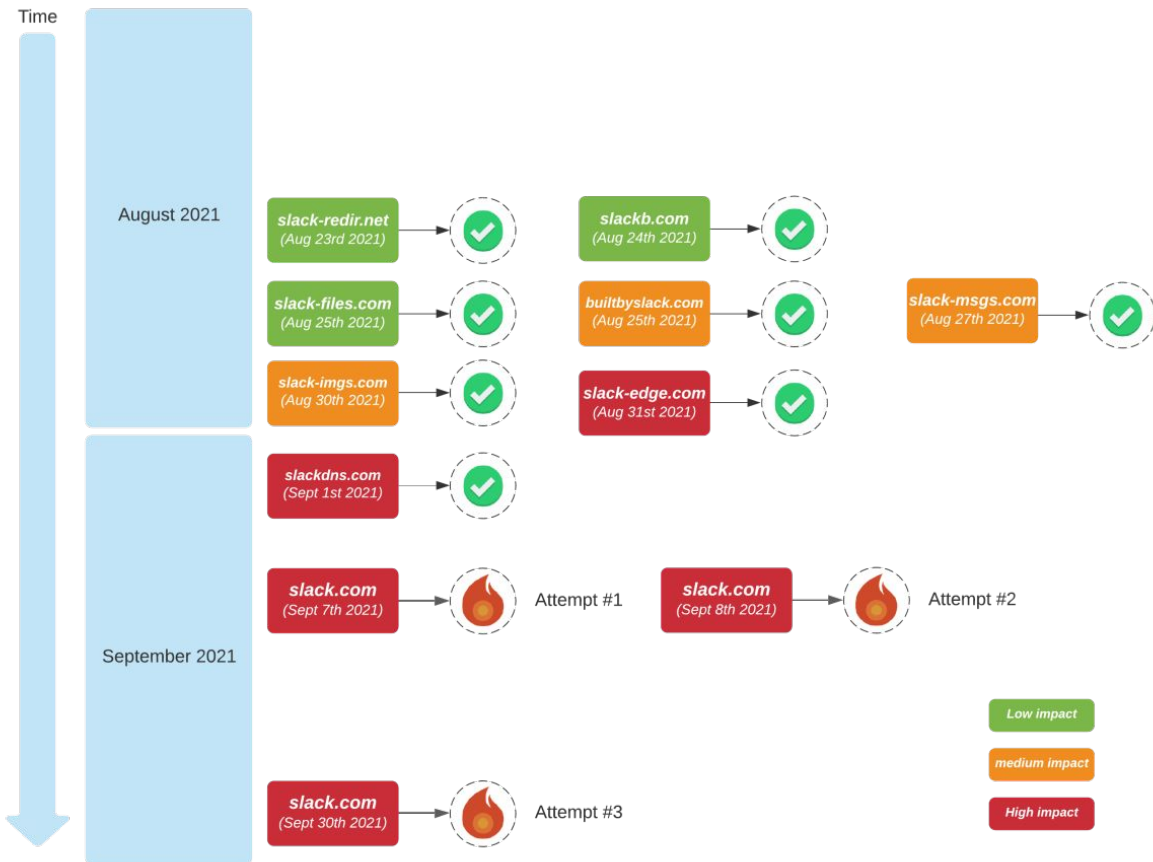 Time
August 2021
slack-redir.net
(Aug 23rd 2021)
slackb.com
(Aug 24th 2021)
slack-files.com
(Aug 25th 2021)
builtbyslack.com
(Aug 25th 2021)
slack-msgs.com
(Aug 27th 2021)
slack-imgs.com
(Aug 30th 2021)
slack-edge.com
(Aug 31st 2021)
September 2021
slackdns.com
(Sept 1st 2021)
slack.com
(Sept 7th 2021)
Attempt #1
slack.com
(Sept 8th 2021)
Attempt #2
slack.com
(Sept 30th 2021)
Attempt #3
Low impact
medium impact
High impact